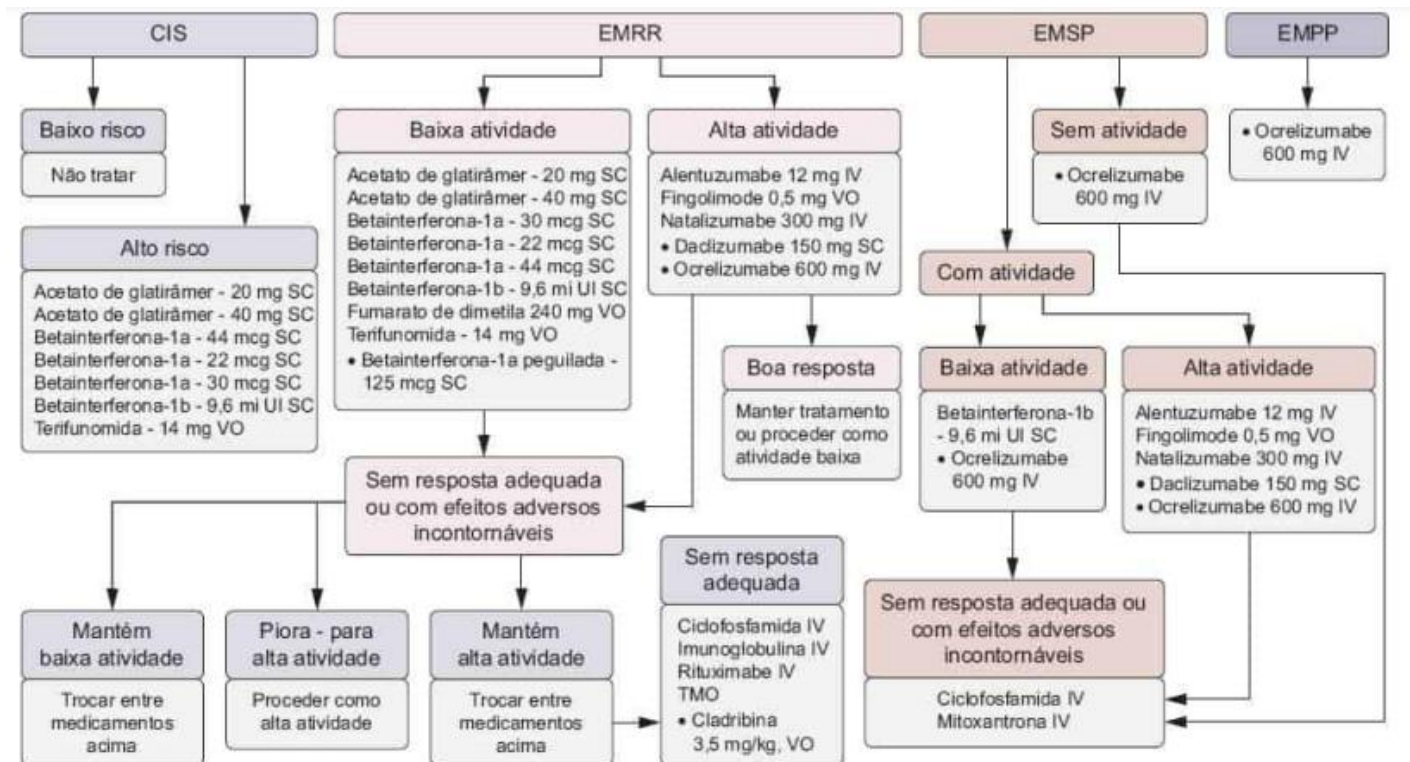 CIS
Baixo risco
Não tratar
Alto risco
Acetato de glatirâmer - 20 mg SC
Acetato de glatirâmer - 40 mg SC
Betainterferona-1a - 44 mcg SC
Betainterferona-1a - 22 mcg SC
Betainterferona-1a - 30 mcg SC
Betainterferona-1b - 9,6 mi UI SC
Terifunomida - 14 mg VO
EMRR
Baixa atividade
Acetato de glatirâmer - 20 mg SC
Acetato de glatirâmer - 40 mg SC
Betainterferona-1a - 30 mcg SC
Betainterferona-1a - 22 mcg SC
Betainterferona-1a - 44 mcg SC
Betainterferona-1b - 9,6 mi UI SC
Fumarato de dimetila 240 mg VO
Terifunomida - 14 mg VO
• Betainterferona-1a peguilada -
125 mcg SC
Alta atividade
Alentuzumabe 12 mg IV
Fingolimode 0,5 mg VO
Natalizumabe 300 mg IV
• Daclizumabe 150 mg SC
• Ocrelizumabe 600 mg IV
Boa resposta
Manter tratamento
ou proceder como
atividade baixa
Sem resposta adequada
ou com efeitos adversos
incontornáveis
Mantém
baixa atividade
Trocar entre
medicamentos
acima
Piora - para
alta atividade
Proceder como
alta atividade
Mantém
alta atividade
Trocar entre
medicamentos
acima
Sem resposta
adequada
Ciclofosfamida IV
Imunoglobulina IV
Rituximabe IV
TMO
• Cladribina
3,5 mg/kg, VO
EMSP
Sem atividade
• Ocrelizumabe
600 mg IV
Com atividade
Baixa atividade
Betainterferona-1b
- 9,6 mi UI SC
• Ocrelizumabe
600 mg IV
Alta atividade
Alentuzumabe 12 mg IV
Fingolimode 0,5 mg VO
Natalizumabe 300 mg IV
• Daclizumabe 150 mg SC
• Ocrelizumabe 600 mg IV
Sem resposta adequada ou
com efeitos adversos
incontornáveis
Ciclofosfamida IV
Mitoxantrona IV
EMPP
• Ocrelizumabe
600 mg IV